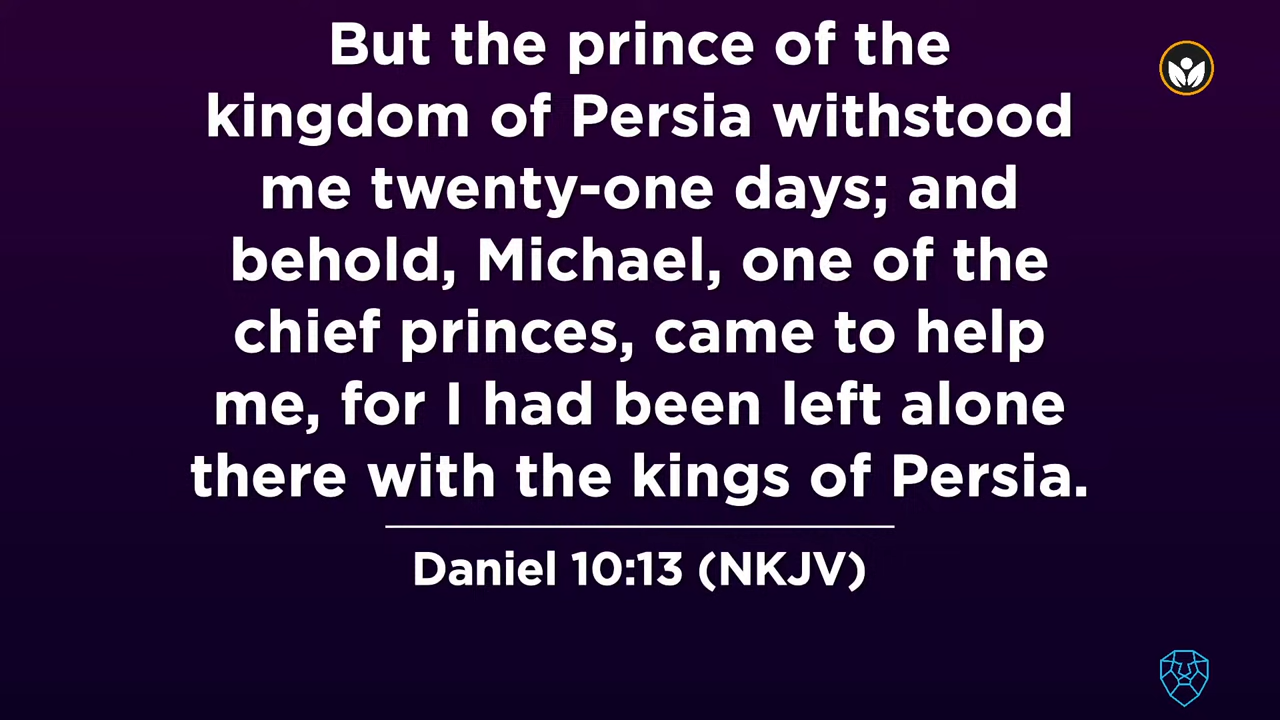 But the prince of the
kingdom of Persia withstood
me twenty-one days; and
behold, Michael, one of the
chief princes, came to help
me, for I had been left alone
there with the kings of Persia.
Daniel 10:13 (NKJV)